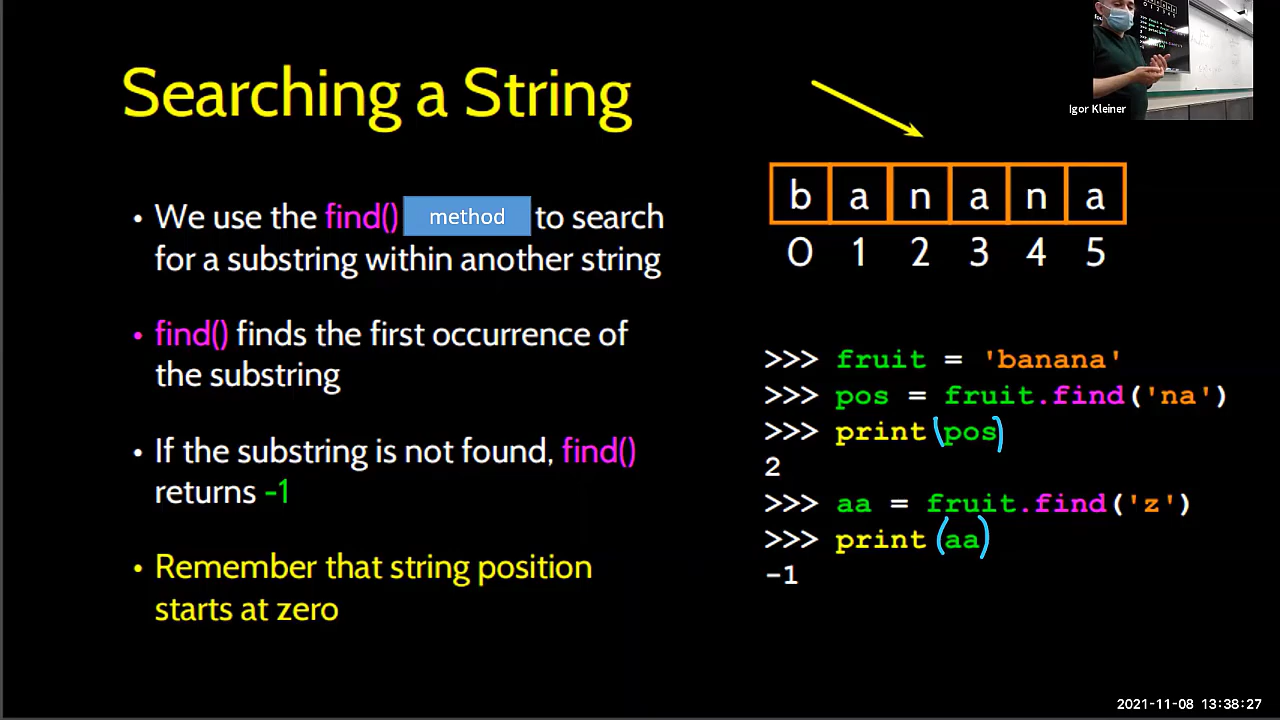 Searching a String
• We use the find() method to search
for a substring within another string
• find() finds the first occurrence of
the substring
• If the substring is not found, find()
returns -1
• Remember that string position
starts at zero
b a n a n a
0 1 2 3 4 5
>>> fruit = 'banana'
>>> pos = fruit.find('na')
>>> print (pos)
2
>>> aa = fruit.find('z')
>>> print (aa)
-1
Igor Kleiner
2021-11-08 13:38:27